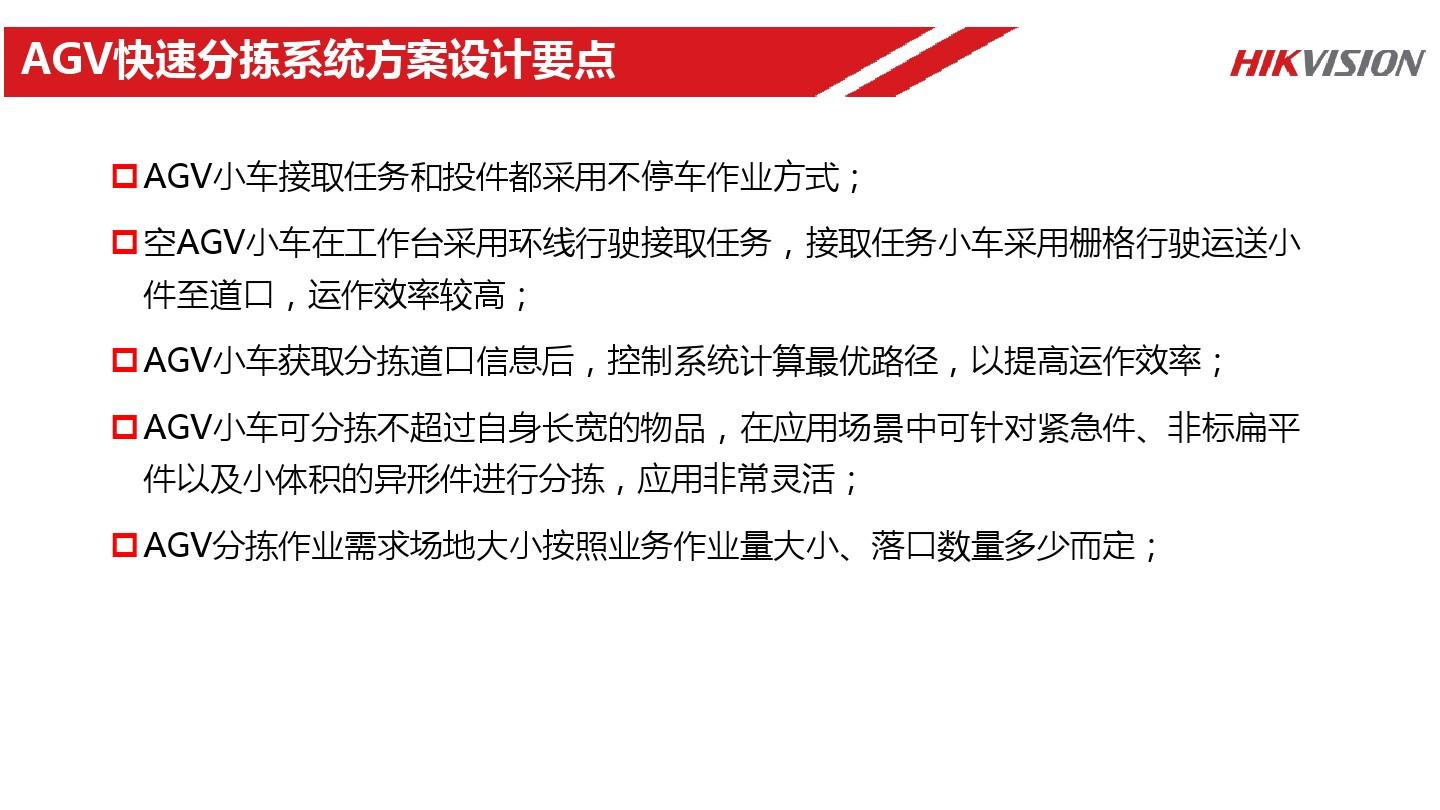 AGV快速分拣系统方案设计要点
HIKVISION
AGV小车接取任务和投件都采用不停车作业方式；
空AGV小车在工作台采用环线行驶接取任务，接取任务小车采用栅格行驶运送小
件至道口，运作效率较高；
AGV小车获取分拣道口信息后，控制系统计算最优路径，以提高运作效率；
AGV小车可分拣不超过自身长宽的物品，在应用场景中可针对紧急件、非标扁平
件以及小体积的异形件进行分拣，应用非常灵活；
AGV分拣作业需求场地大小按照业务作业量大小、落口数量多少而定；